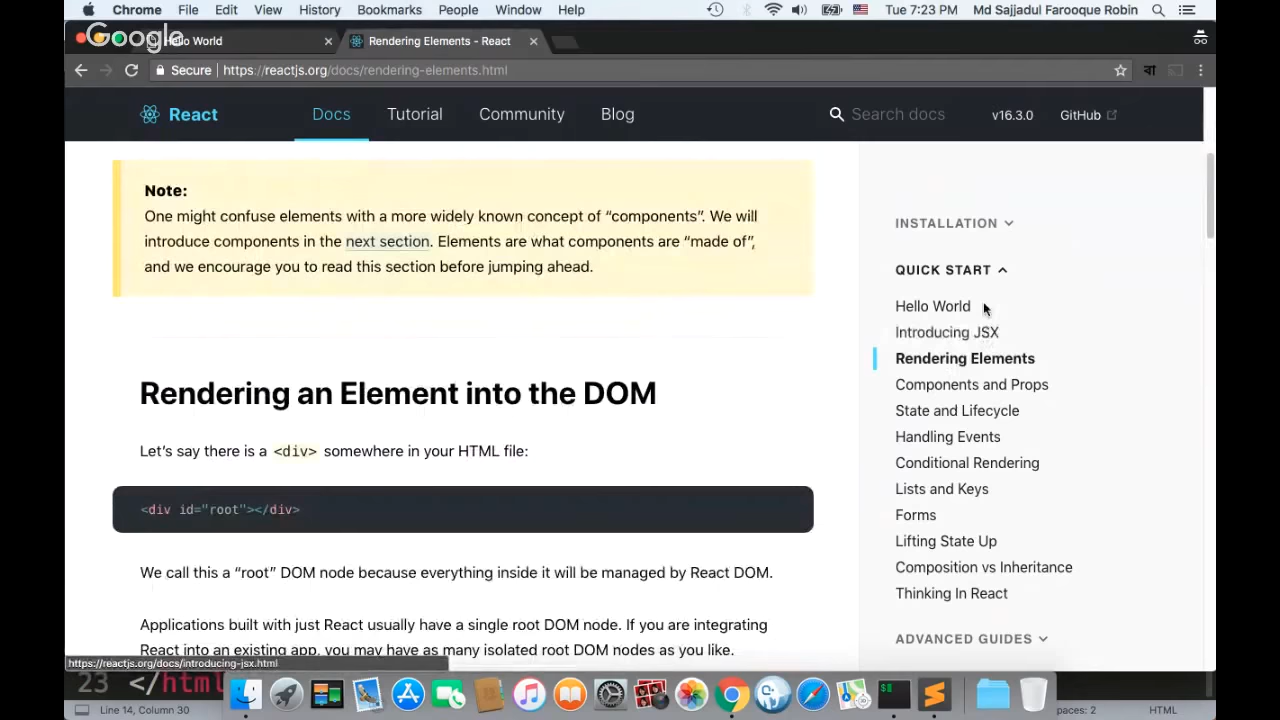 Chrome File Edit View History Bookmarks People Window Help Tue 7:23 PM Md Sajjadul Farooque Robin
Google
Hello World × Rendering Elements - React ×
Secure https://reactjs.org/docs/rendering-elements.html বা
React Docs Tutorial Community Blog Search docs v16.3.0 GitHub
Note:
One might confuse elements with a more widely known concept of “components”. We will
introduce components in the next section. Elements are what components are “made of”,
and we encourage you to read this section before jumping ahead.
Rendering an Element into the DOM
Let’s say there is a <div> somewhere in your HTML file:
<div id="root"></div>
We call this a “root” DOM node because everything inside it will be managed by React DOM.
Applications built with just React usually have a single root DOM node. If you are integrating
React into an existing app, you may have as many isolated root DOM nodes as you like.
INSTALLATION
QUICK START
Hello World
Introducing JSX
Rendering Elements
Components and Props
State and Lifecycle
Handling Events
Conditional Rendering
Lists and Keys
Forms
Lifting State Up
Composition vs Inheritance
Thinking In React
ADVANCED GUIDES
https://reactjs.org/docs/introducing-jsx.html
23 </html
Line 14, Column 30 paces: 2 HTML